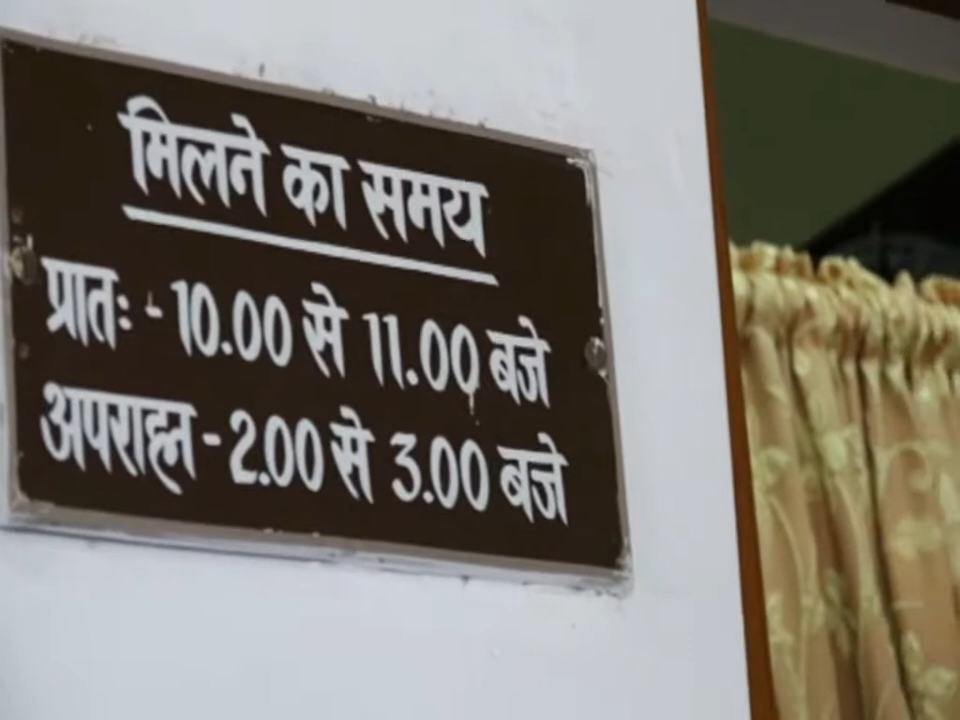 मिलने का समय
प्रातः - 10.00 से 11.00 बजे
अपराह्न - 2.00 से 3.00 बजे